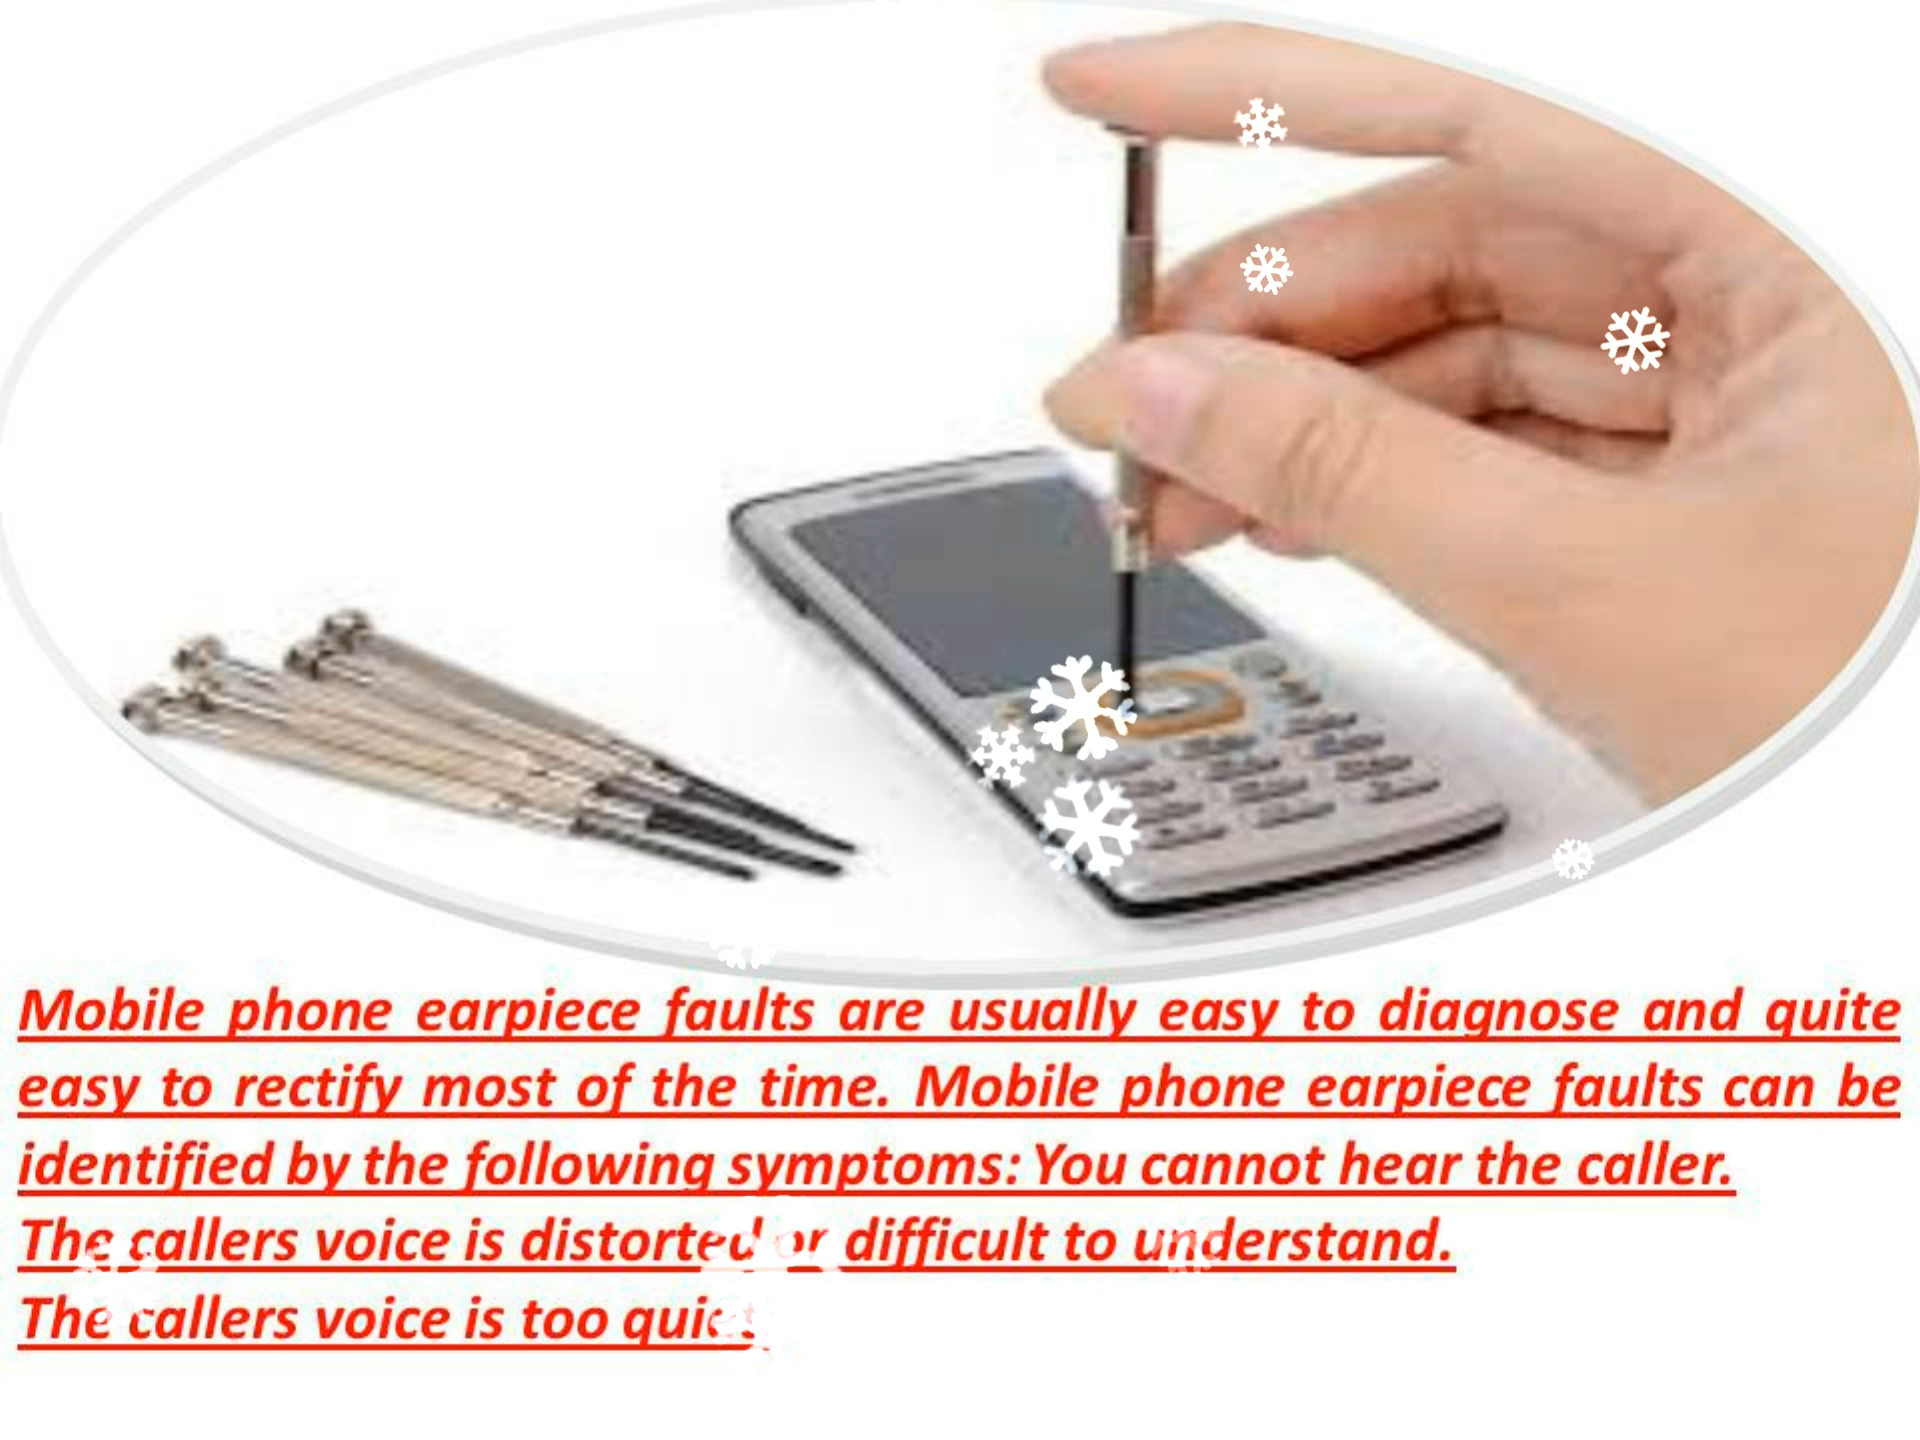 Mobile phone earpiece faults are usually easy to diagnose and quite
easy to rectify most of the time. Mobile phone earpiece faults can be
identified by the following symptoms: You cannot hear the caller.
The callers voice is distorted or difficult to understand.
The callers voice is too quiet